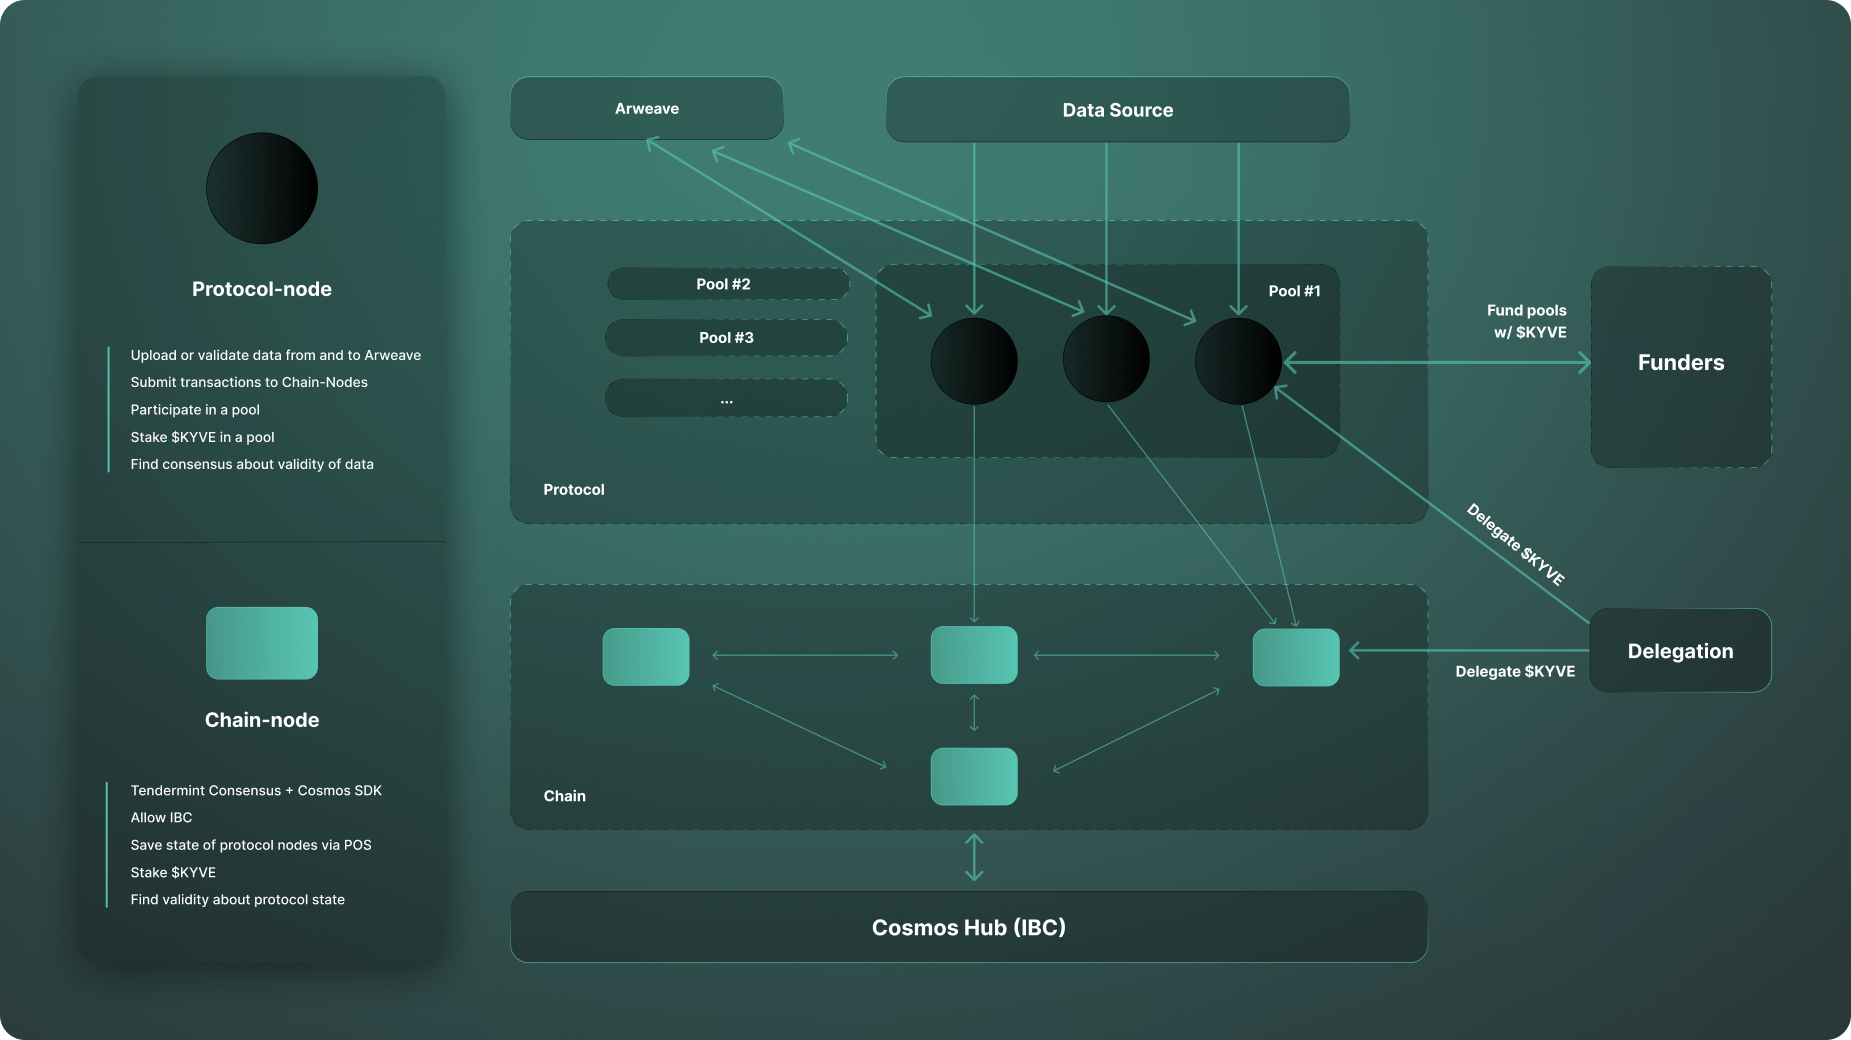 Protocol-node
Upload or validate data from and to Arweave
Submit transactions to Chain-Nodes
Participate in a pool
Stake $KYVE in a pool
Find consensus about validity of data
Chain-node
Tendermint Consensus + Cosmos SDK
Allow IBC
Save state of protocol nodes via POS
Stake $KYVE
Find validity about protocol state
Arweave
Data Source
Pool #2
Pool #3
...
Pool #1
Protocol
Fund pools
w/ $KYVE
Funders
Delegate $KYVE
Delegation
Delegate $KYVE
Chain
Cosmos Hub (IBC)